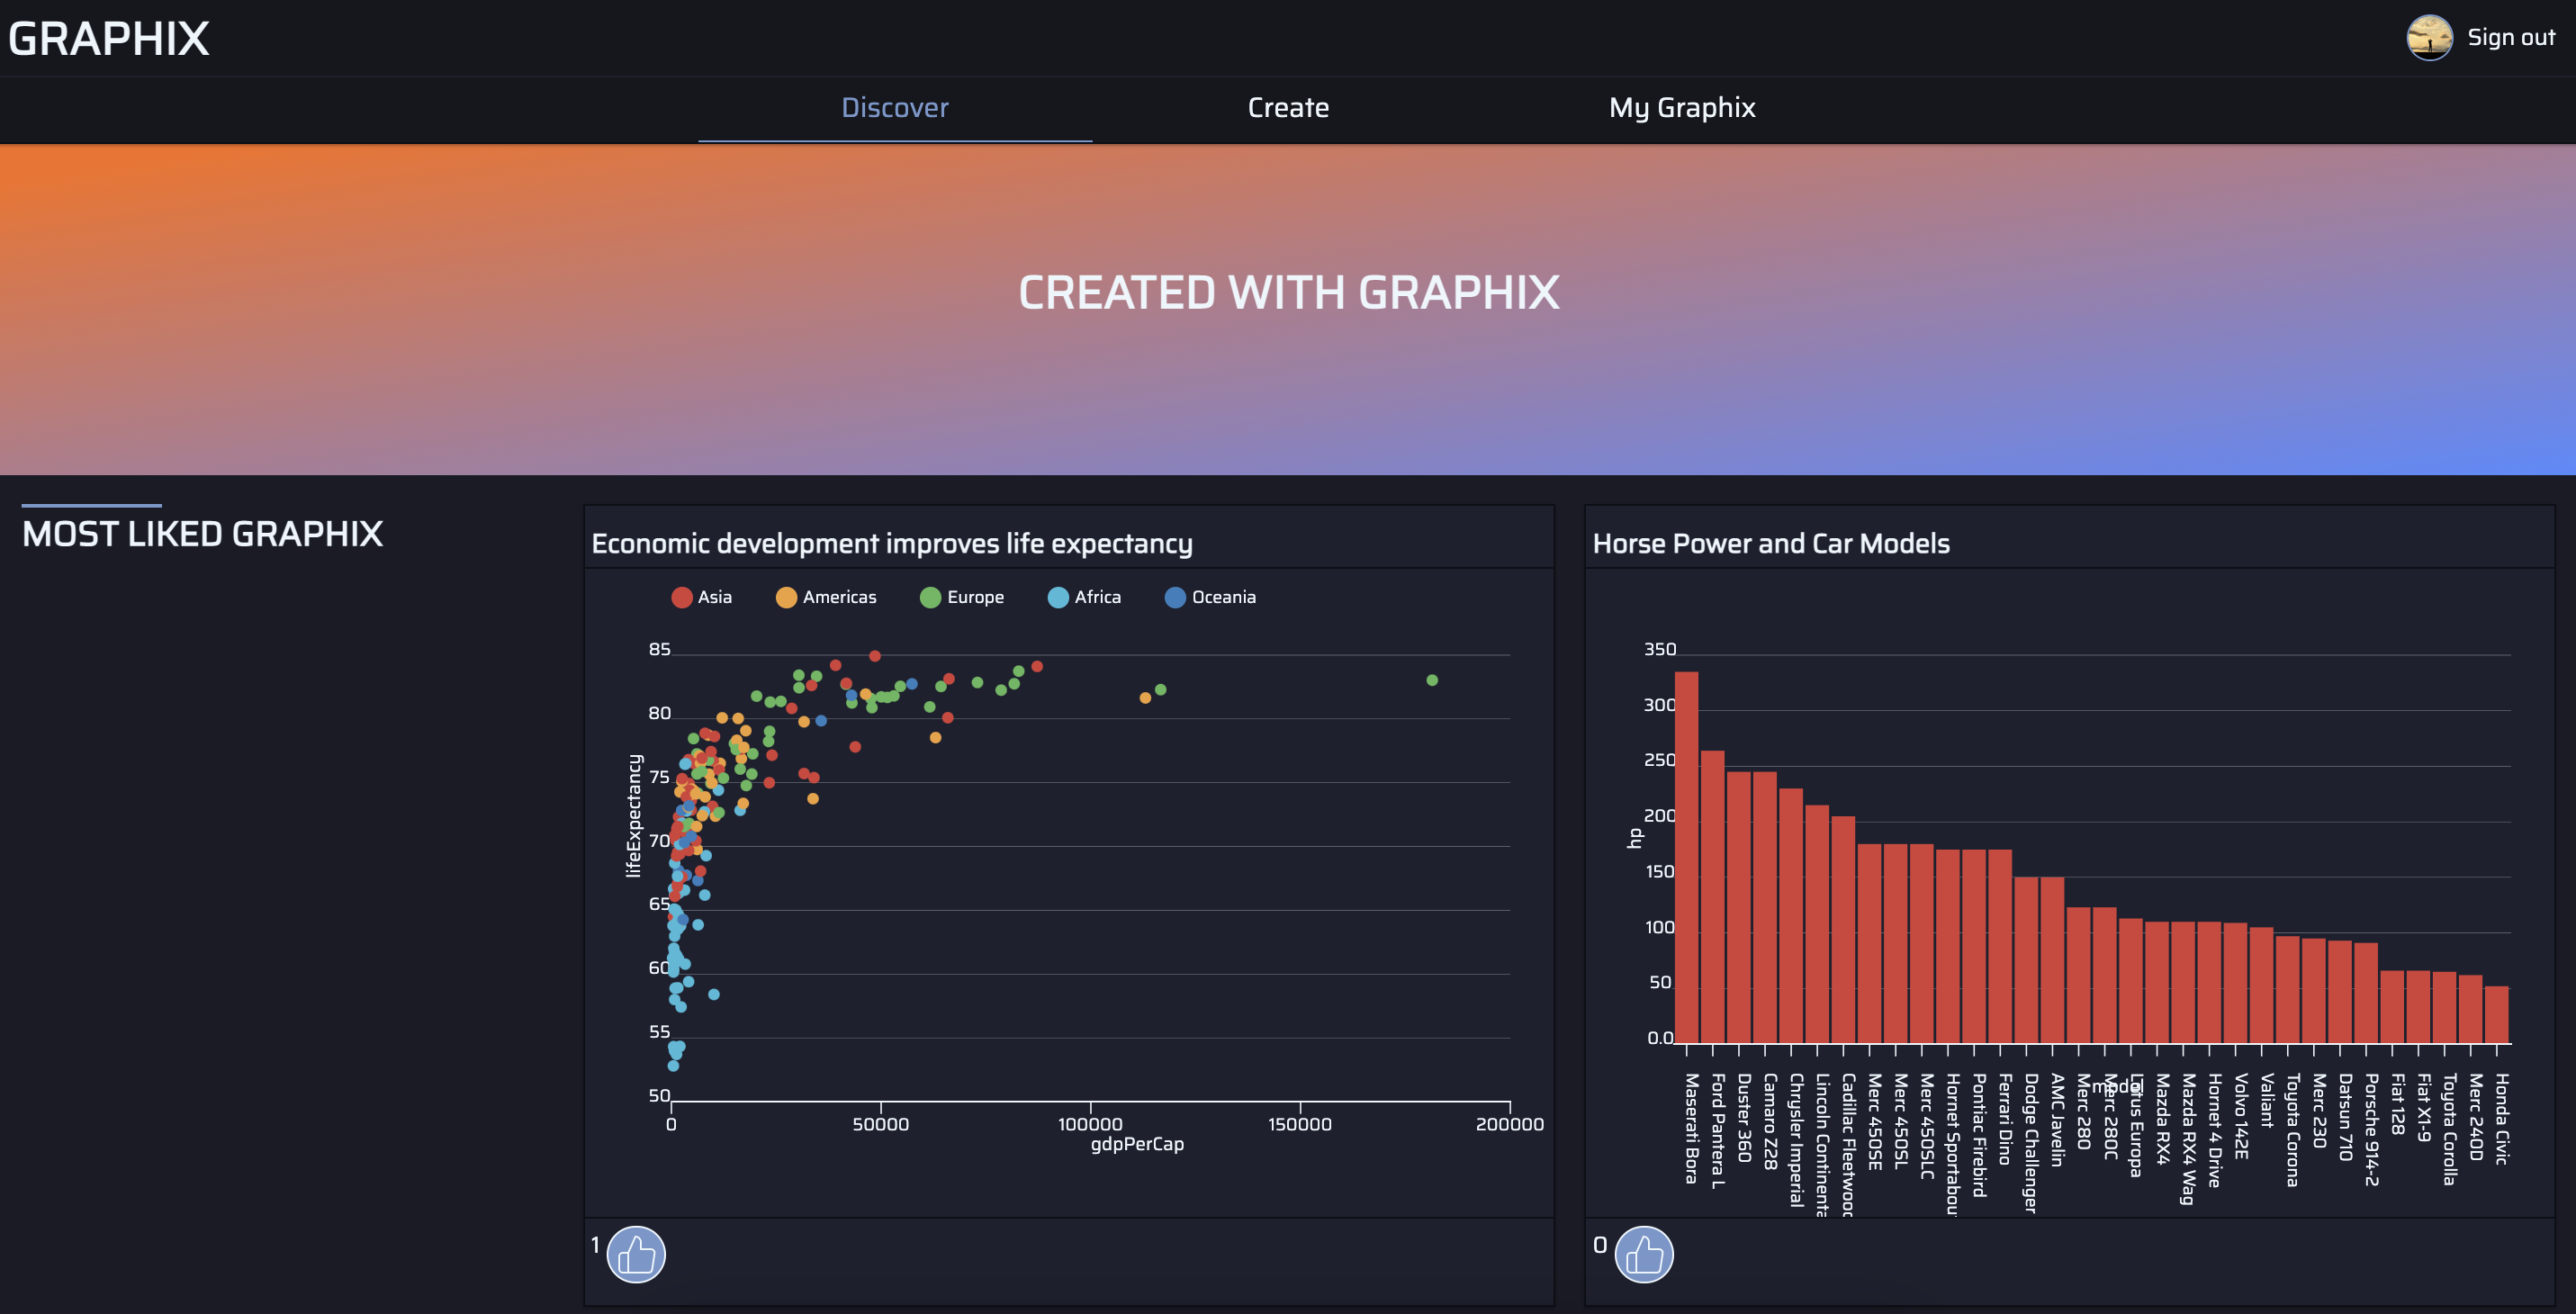 GRAPHIX
Sign out
Discover
Create
My Graphix
CREATED WITH GRAPHIX
MOST LIKED GRAPHIX
Economic development improves life expectancy
Asia
Americas
Europe
Africa
Oceania
lifeExpectancy
85
80
75
70
65
60
55
50
0
50000
100000
150000
200000
gdpPerCap
1
Horse Power and Car Models
hp
350
300
250
200
150
100
50
0.0
Maserati Bora
Ford Pantera L
Duster 360
Camaro Z28
Chrysler Imperial
Lincoln Continenta
Cadillac Fleetwood
Merc 450SE
Merc 450SL
Merc 450SLC
Hornet Sportabou
Pontiac Firebird
Ferrari Dino
Dodge Challenger
AMC Javelin
Merc 280
Merc 280C
Lotus Europa
Mazda RX4
Mazda RX4 Wag
Hornet 4 Drive
Volvo 142E
Valiant
Toyota Corona
Merc 230
Datsun 710
Porsche 914-2
Fiat 128
Fiat X1-9
Toyota Corolla
Merc 240D
Honda Civic
model
0